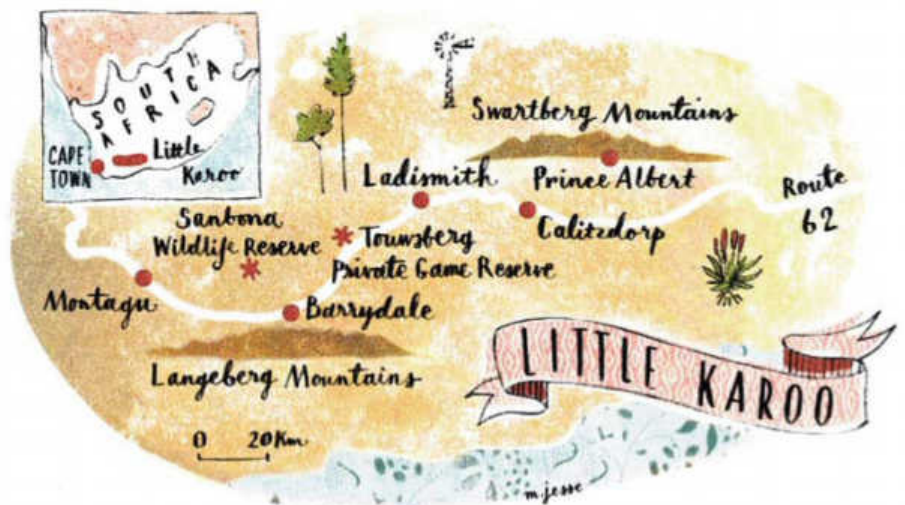 SOUTH
AFRICA
CAPE
TOWN
Little
Karoo
Swartberg Mountains
Ladismith
Prince Albert
Route
62
Sanbona
Wildlife Reserve
Touwsberg
Private Game Reserve
Calitzdorp
Montagu
Barrydale
Langeberg Mountains
LITTLE KAROO
0 20Km
m.jesse